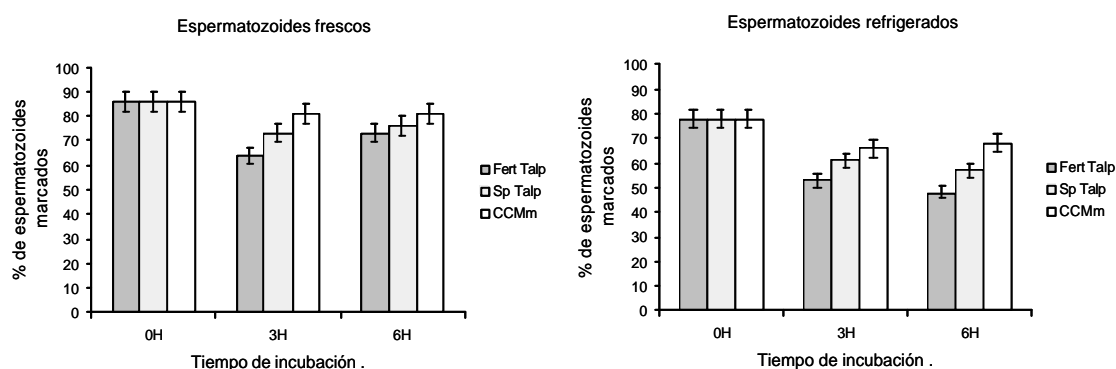 Espermatozoides frescos
% de espermatozoides
marcados
100
90
80
70
60
50
40
30
20
10
0
0H 3H 6H
Tiempo de incubación .
Fert Talp
Sp Talp
CCMm
Espermatozoides refrigerados
% de espermatozoides
marcados
100
90
80
70
60
50
40
30
20
10
0
0H 3H 6H
Tiempo de incubación .
Fert Talp
Sp Talp
CCMm